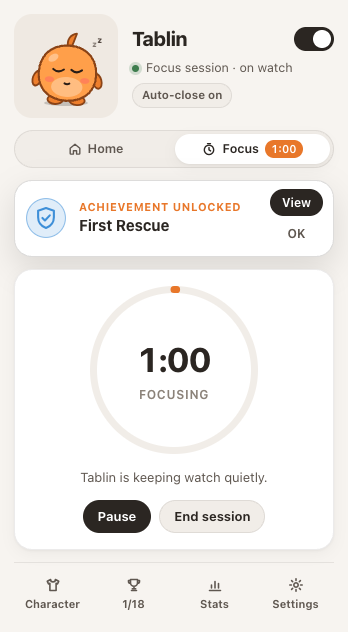 z z
Tablin
Focus session · on watch
Auto-close on
Home
Focus 1:00
ACHIEVEMENT UNLOCKED
First Rescue
View
OK
1:00
FOCUSING
Tablin is keeping watch quietly.
Pause
End session
Character
1/18
Stats
Settings